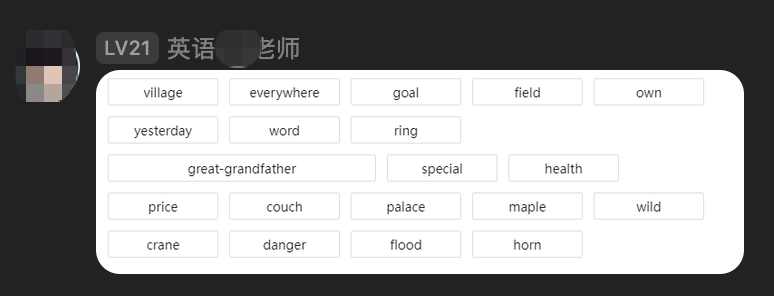 LV21 英语 老师
village everywhere goal field own
yesterday word ring
great-grandfather special health
price couch palace maple wild
crane danger flood horn